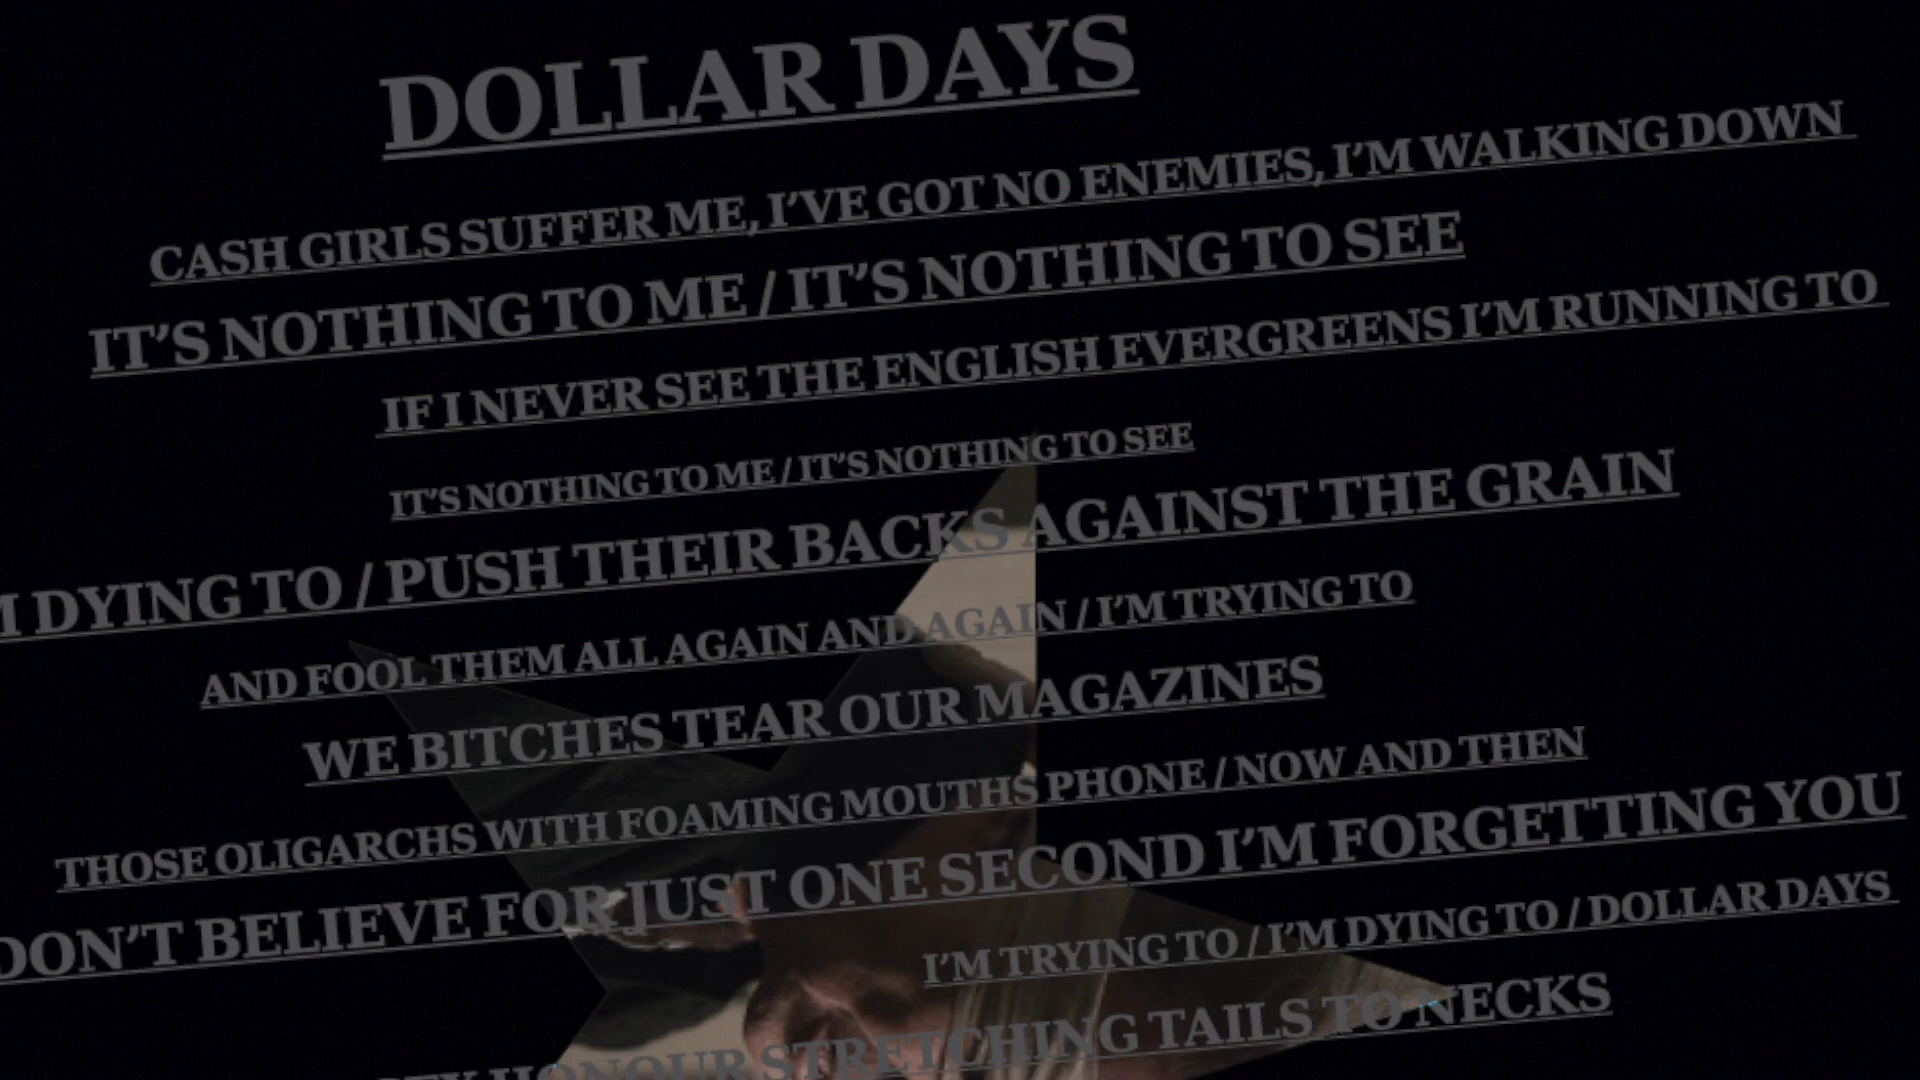 DOLLAR DAYS
CASH GIRLS SUFFER ME, I'VE GOT NO ENEMIES, I'M WALKING DOWN
IT'S NOTHING TO ME / IT'S NOTHING TO SEE
IF I NEVER SEE THE ENGLISH EVERGREENS I'M RUNNING TO
IT'S NOTHING TO ME / IT'S NOTHING TO SEE
DYING TO / PUSH THEIR BACKS AGAINST THE GRAIN
AND FOOL THEM ALL AGAIN AND AGAIN / I'M TRYING TO
WE BITCHES TEAR OUR MAGAZINES
THOSE OLIGARCHS WITH FOAMING MOUTHS PHONE / NOW AND THEN
DON'T BELIEVE FOR JUST ONE SECOND I'M FORGETTING YOU
I'M TRYING TO / I'M DYING TO / DOLLAR DAYS
HONOUR STRETCHING TAILS TO NECKS